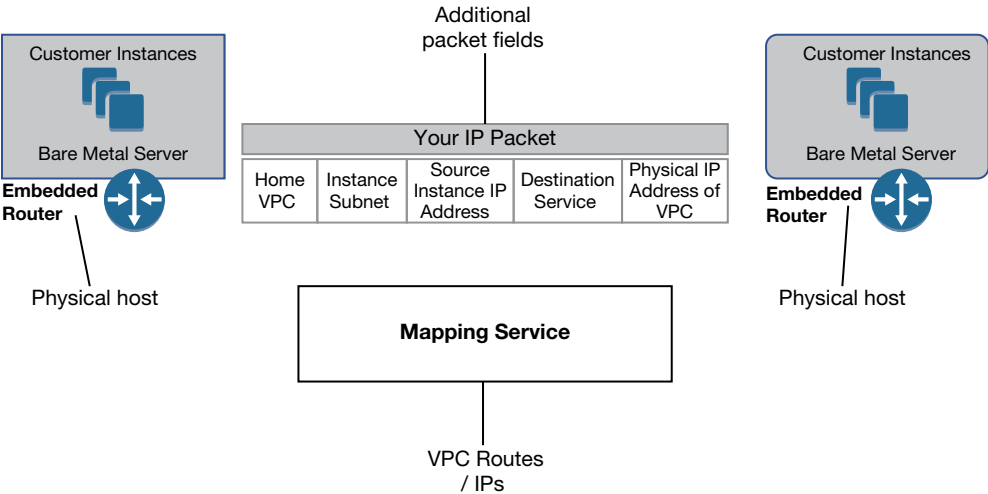 Additional
packet fields
Customer Instances
Bare Metal Server
Embedded
Router
Physical host
Your IP Packet
Home
VPC
Instance
Subnet
Source
Instance IP
Address
Destination
Service
Physical IP
Address of
VPC
Customer Instances
Bare Metal Server
Embedded
Router
Physical host
Mapping Service
VPC Routes
/ IPs